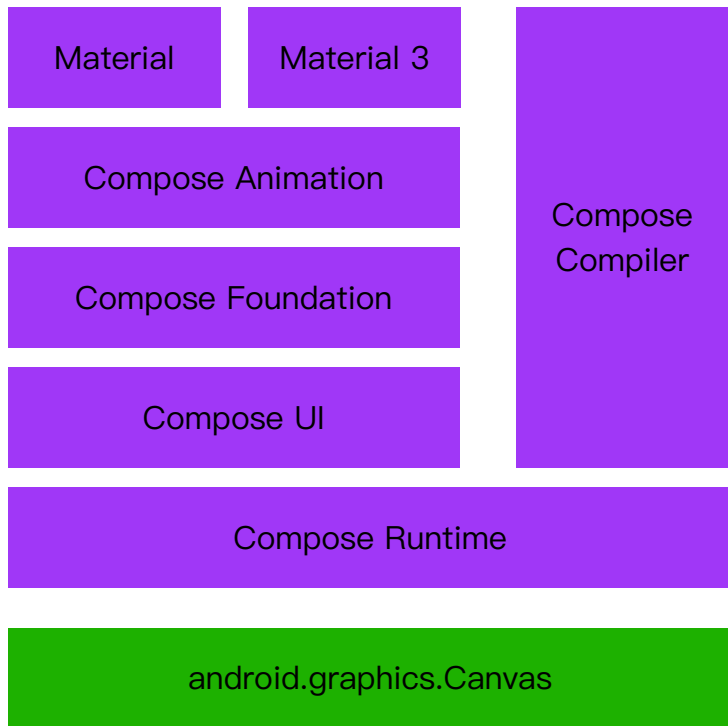 Material
Material 3
Compose Animation
Compose
Compiler
Compose Foundation
Compose UI
Compose Runtime
android.graphics.Canvas